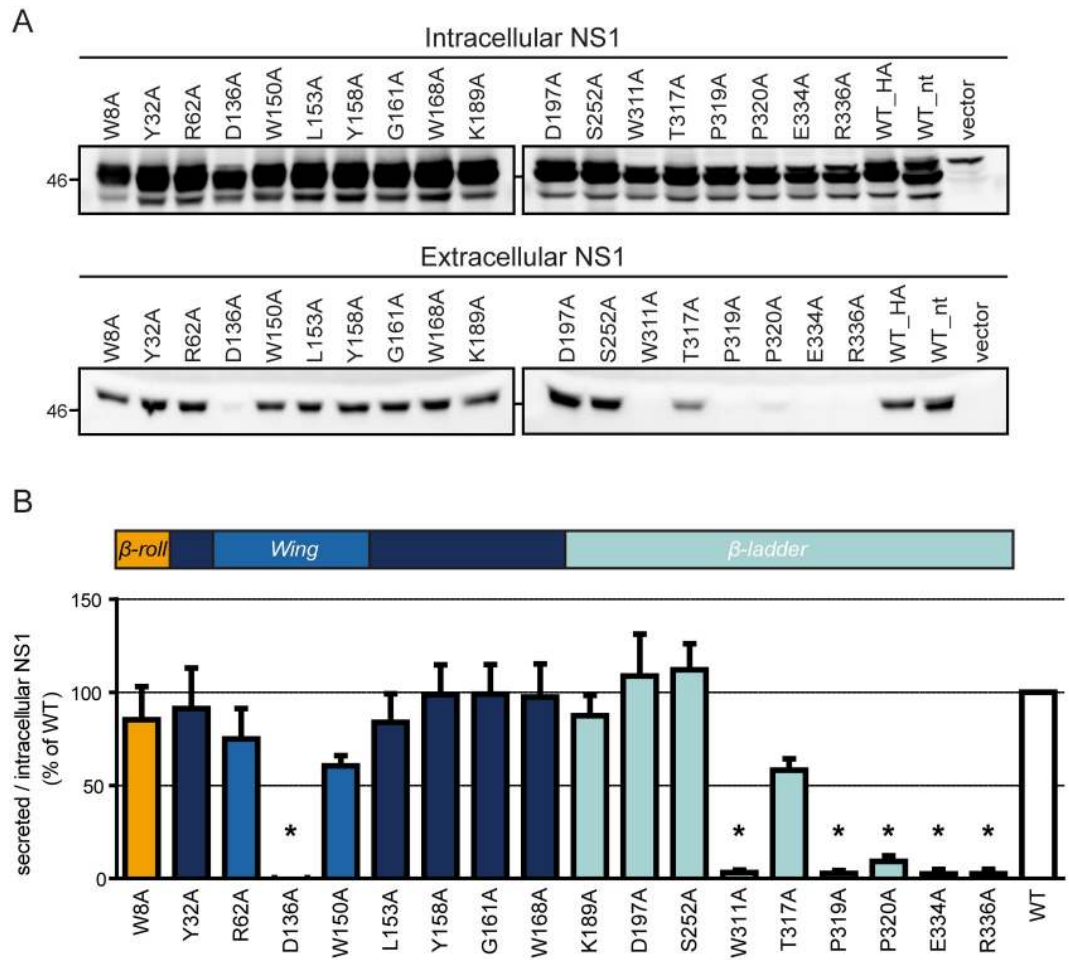 A
Intracellular NS1
W8A Y32A R62A D136A W150A L153A Y158A G161A W168A K189A D197A S252A W311A T317A P319A P320A E334A R336A WT_HA WT_nt vector
46
Extracellular NS1
W8A Y32A R62A D136A W150A L153A Y158A G161A W168A K189A D197A S252A W311A T317A P319A P320A E334A R336A WT_HA WT_nt vector
46
B
β-roll Wing β-ladder
secreted / intracellular NS1
(% of WT)
150
100
50
0
* * * * * *
W8A Y32A R62A D136A W150A L153A Y158A G161A W168A K189A D197A S252A W311A T317A P319A P320A E334A R336A WT